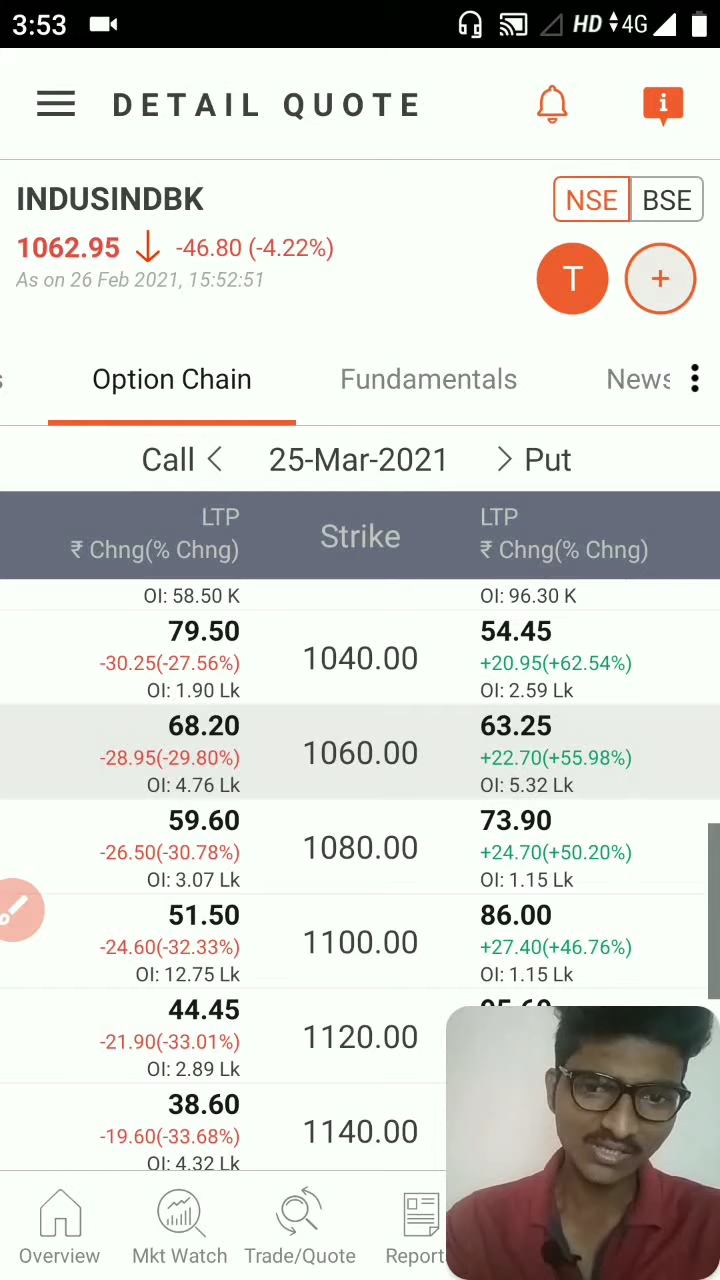 3:53 HD 4G
DETAIL QUOTE
INDUSINDBK
NSE BSE
1062.95 -46.80 (-4.22%)
As on 26 Feb 2021, 15:52:51
T +
s Option Chain Fundamentals News
Call < 25-Mar-2021 > Put
LTP Strike LTP
₹ Chng(% Chng) ₹ Chng(% Chng)
OI: 58.50 K OI: 96.30 K
79.50 1040.00 54.45
-30.25(-27.56%) +20.95(+62.54%)
OI: 1.90 Lk OI: 2.59 Lk
68.20 1060.00 63.25
-28.95(-29.80%) +22.70(+55.98%)
OI: 4.76 Lk OI: 5.32 Lk
59.60 1080.00 73.90
-26.50(-30.78%) +24.70(+50.20%)
OI: 3.07 Lk OI: 1.15 Lk
51.50 1100.00 86.00
-24.60(-32.33%) +27.40(+46.76%)
OI: 12.75 Lk OI: 1.15 Lk
44.45 1120.00
-21.90(-33.01%)
OI: 2.89 Lk
38.60 1140.00
-19.60(-33.68%)
OI: 4.32 Lk
Overview Mkt Watch Trade/Quote Report